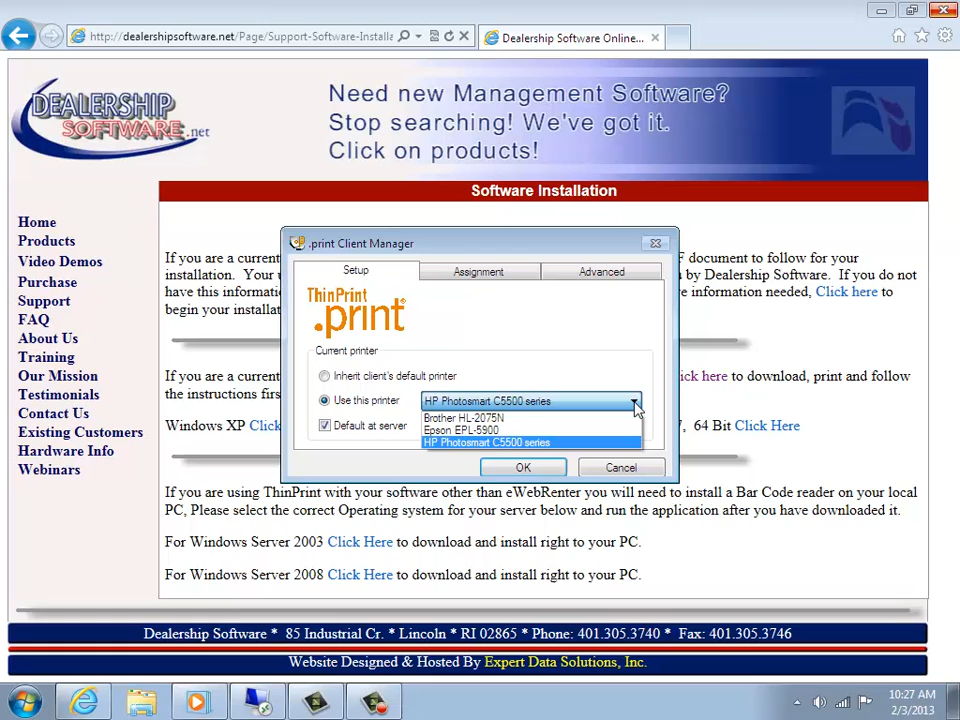 http://dealershipsoftware.net/Page/Support-Software-Installa
Dealership Software Online...
DEALERSHIP
SOFTWARE.net
Need new Management Software?
Stop searching! We've got it.
Click on products!
Software Installation
Home
Products
Video Demos
Purchase
Support
FAQ
About Us
Training
Our Mission
Testimonials
Contact Us
Existing Customers
Hardware Info
Webinars
If you are a current
F document to follow for your
installation. Your u
n by Dealership Software. If you do not
have this informati
re information needed, Click here to
begin your installat
.print Client Manager
Setup
Assignment
Advanced
ThinPrint®
.print
Current printer
Inherit client's default printer
Use this printer
HP Photosmart C5500 series
Brother HL-2075N
Epson EPL-5900
HP Photosmart C5500 series
Default at server
OK
Cancel
If you are a current
ick here to download, print and follow
the instructions first
Windows XP Click
7, 64 Bit Click Here
If you are using ThinPrint with your software other than eWebRenter you will need to install a Bar Code reader on your local
PC, Please select the correct Operating system for your server below and run the application after you have downloaded it.
For Windows Server 2003 Click Here to download and install right to your PC.
For Windows Server 2008 Click Here to download and install right to your PC.
Dealership Software * 85 Industrial Cr. * Lincoln * RI 02865 * Phone: 401.305.3740 * Fax: 401.305.3746
Website Designed & Hosted By Expert Data Solutions, Inc.
10:27 AM
2/3/2013